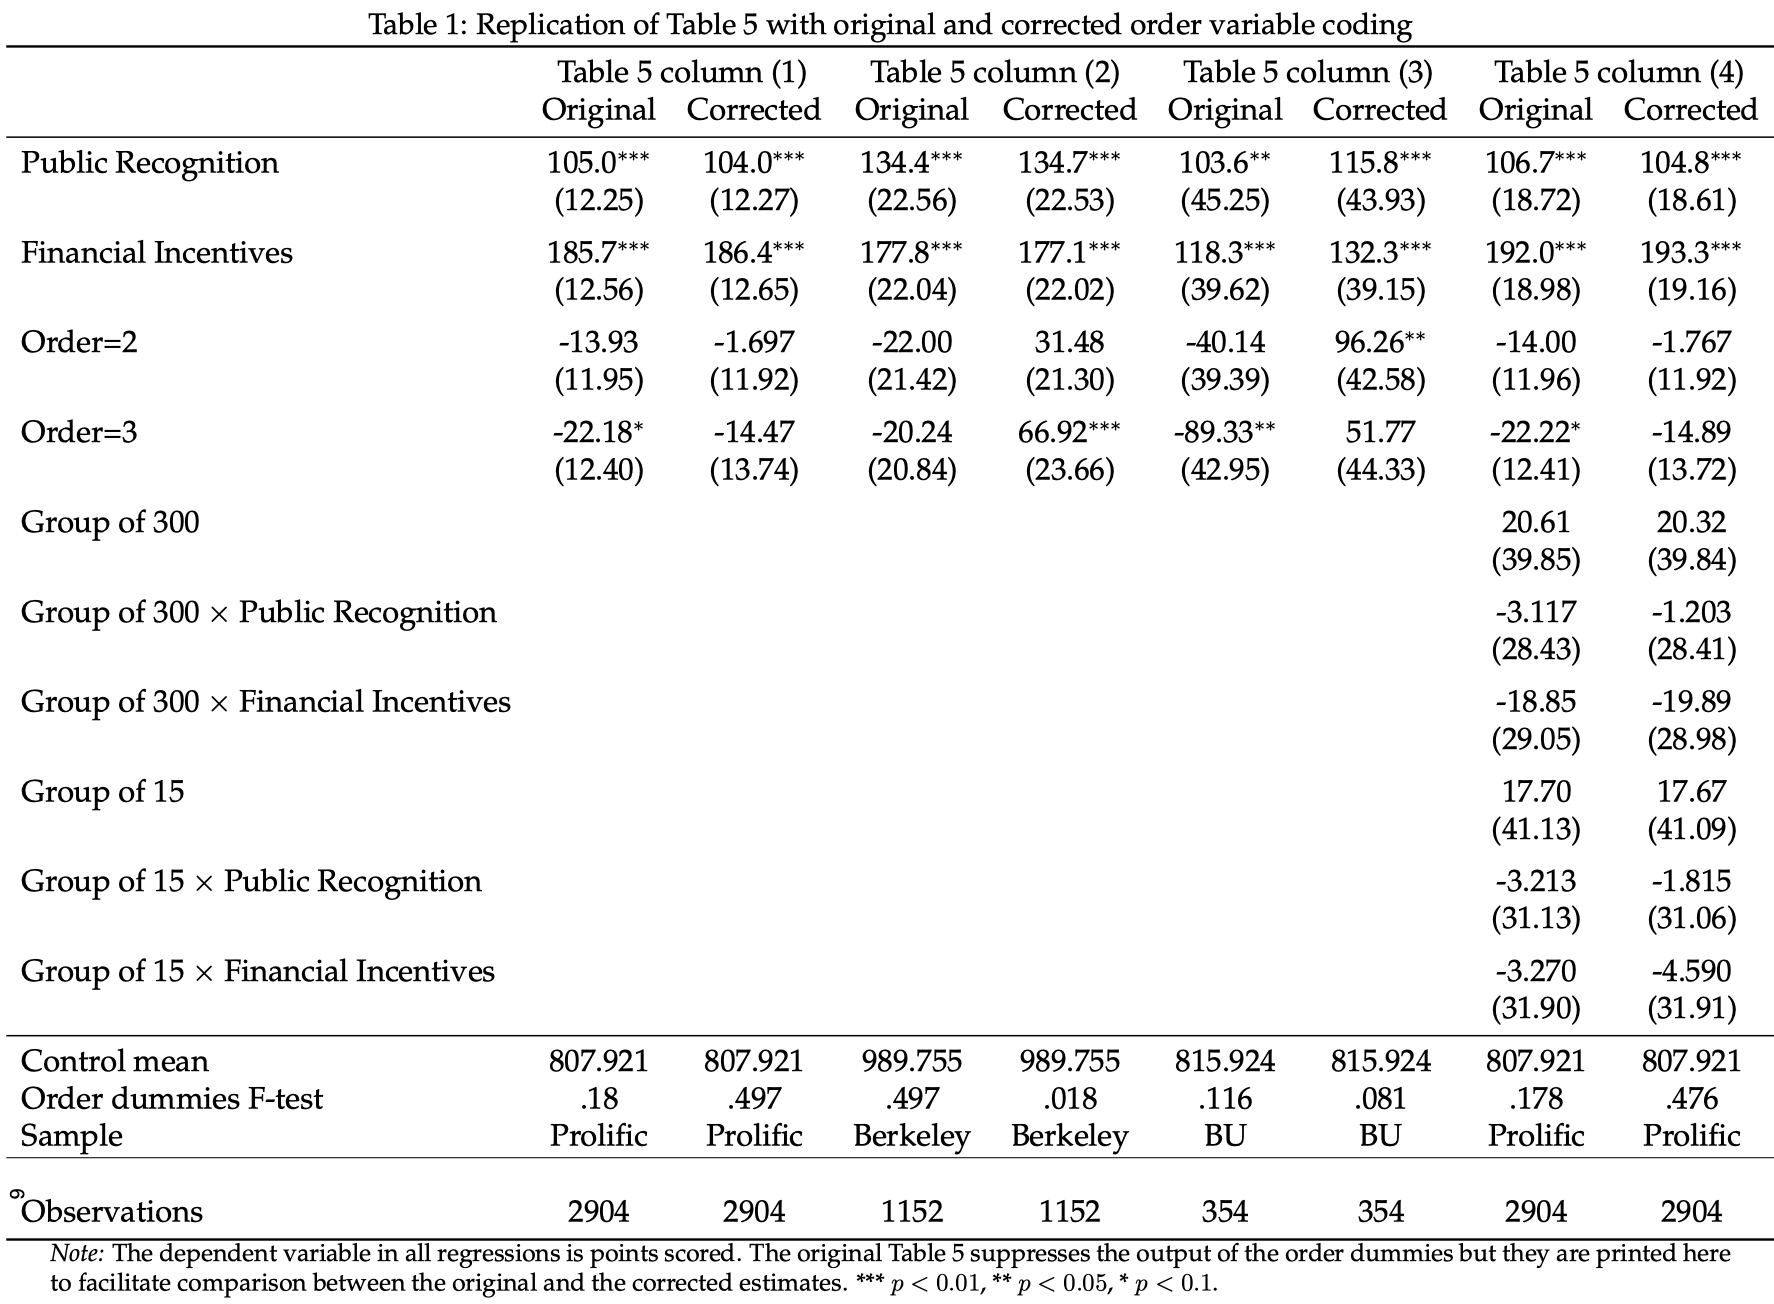 Table 1: Replication of Table 5 with original and corrected order variable coding
Table 5 column (1) Table 5 column (2) Table 5 column (3) Table 5 column (4)
Original Corrected Original Corrected Original Corrected Original Corrected
Public Recognition 105.0*** 104.0*** 134.4*** 134.7*** 103.6** 115.8*** 106.7*** 104.8***
(12.25) (12.27) (22.56) (22.53) (45.25) (43.93) (18.72) (18.61)
Financial Incentives 185.7*** 186.4*** 177.8*** 177.1*** 118.3*** 132.3*** 192.0*** 193.3***
(12.56) (12.65) (22.04) (22.02) (39.62) (39.15) (18.98) (19.16)
Order=2 -13.93 -1.697 -22.00 31.48 -40.14 96.26** -14.00 -1.767
(11.95) (11.92) (21.42) (21.30) (39.39) (42.58) (11.96) (11.92)
Order=3 -22.18* -14.47 -20.24 66.92*** -89.33** 51.77 -22.22* -14.89
(12.40) (13.74) (20.84) (23.66) (42.95) (44.33) (12.41) (13.72)
Group of 300 20.61 20.32
(39.85) (39.84)
Group of 300 × Public Recognition -3.117 -1.203
(28.43) (28.41)
Group of 300 × Financial Incentives -18.85 -19.89
(29.05) (28.98)
Group of 15 17.70 17.67
(41.13) (41.09)
Group of 15 × Public Recognition -3.213 -1.815
(31.13) (31.06)
Group of 15 × Financial Incentives -3.270 -4.590
(31.90) (31.91)
Control mean 807.921 807.921 989.755 989.755 815.924 815.924 807.921 807.921
Order dummies F-test .18 .497 .497 .018 .116 .081 .178 .476
Sample Prolific Prolific Berkeley Berkeley BU BU Prolific Prolific
9
Observations 2904 2904 1152 1152 354 354 2904 2904
Note: The dependent variable in all regressions is points scored. The original Table 5 suppresses the output of the order dummies but they are printed here
to facilitate comparison between the original and the corrected estimates. *** p < 0.01, ** p < 0.05, * p < 0.1.